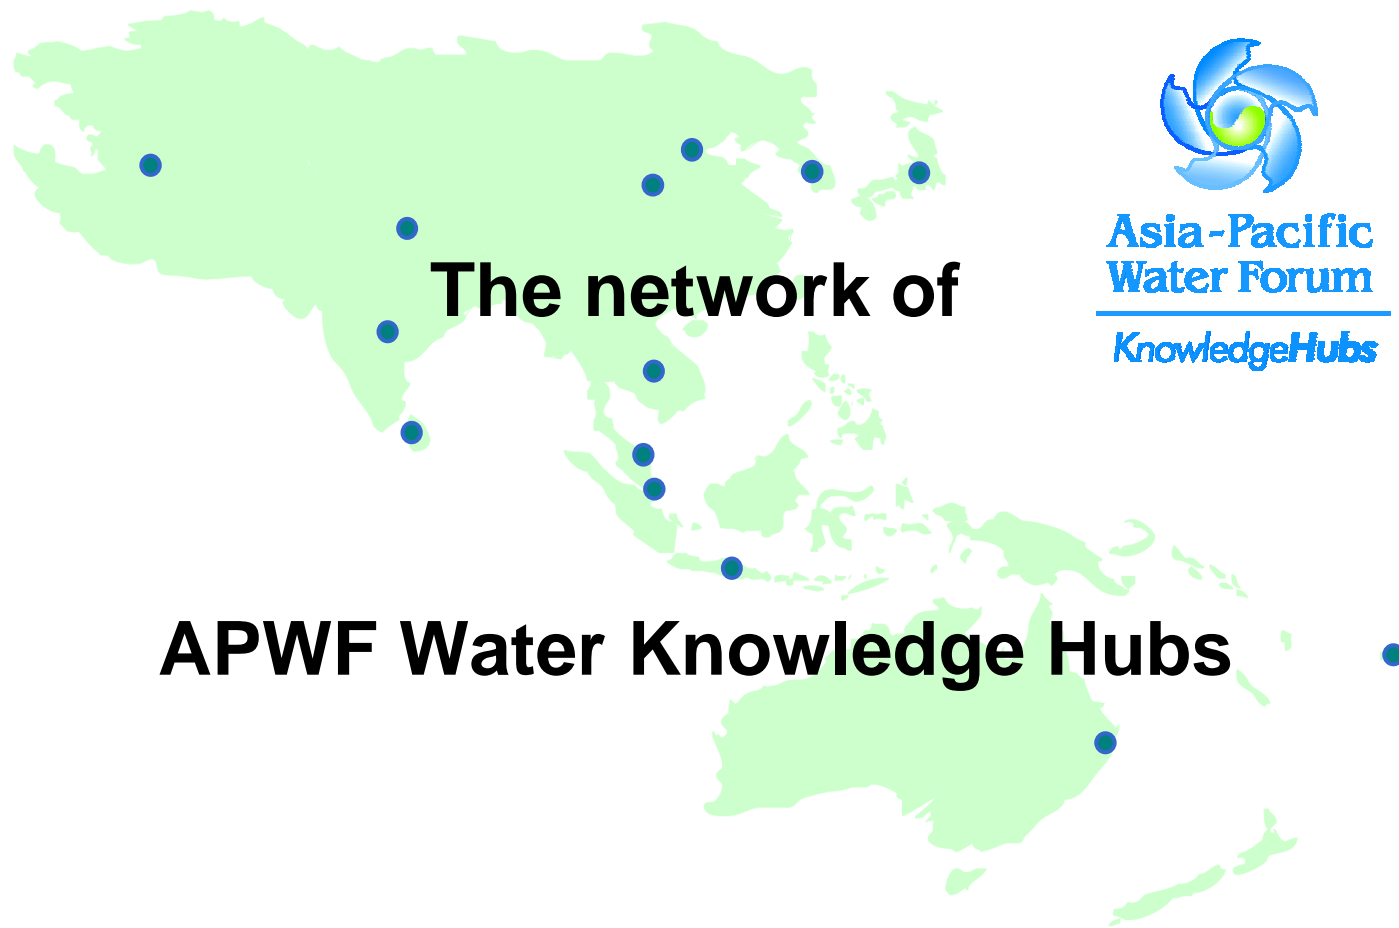 Asia-Pacific
Water Forum
KnowledgeHubs
The network of
APWF Water Knowledge Hubs